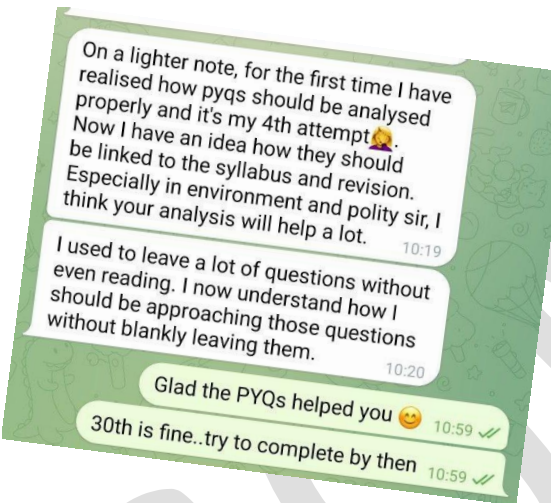 On a lighter note, for the first time I have
realised how pyqs should be analysed
properly and it's my 4th attempt🤦‍♀️.
Now I have an idea how they should
be linked to the syllabus and revision.
Especially in environment and polity sir, I
think your analysis will help a lot.
10:19
I used to leave a lot of questions without
even reading. I now understand how I
should be approaching those questions
without blankly leaving them.
10:20
Glad the PYQs helped you 😊 10:59
30th is fine..try to complete by then 10:59